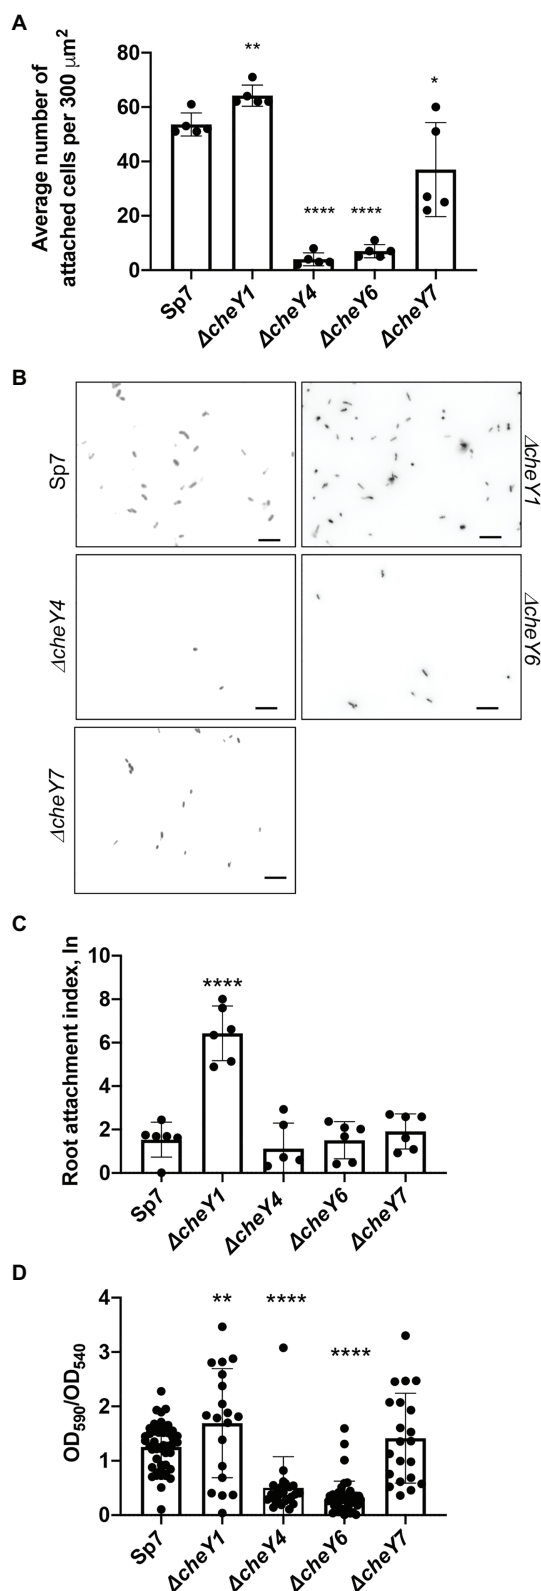 A
Average number of
attached cells per 300 μm²
80
60
40
20
0
**
****
****
*
Sp7
ΔcheY1
ΔcheY4
ΔcheY6
ΔcheY7
B
Sp7
ΔcheY1
ΔcheY4
ΔcheY6
ΔcheY7
C
Root attachment index, ln
10
8
6
4
2
0
****
Sp7
ΔcheY1
ΔcheY4
ΔcheY6
ΔcheY7
D
OD₅₉₀/OD₅₄₀
4
3
2
1
0
**
****
****
Sp7
ΔcheY1
ΔcheY4
ΔcheY6
ΔcheY7